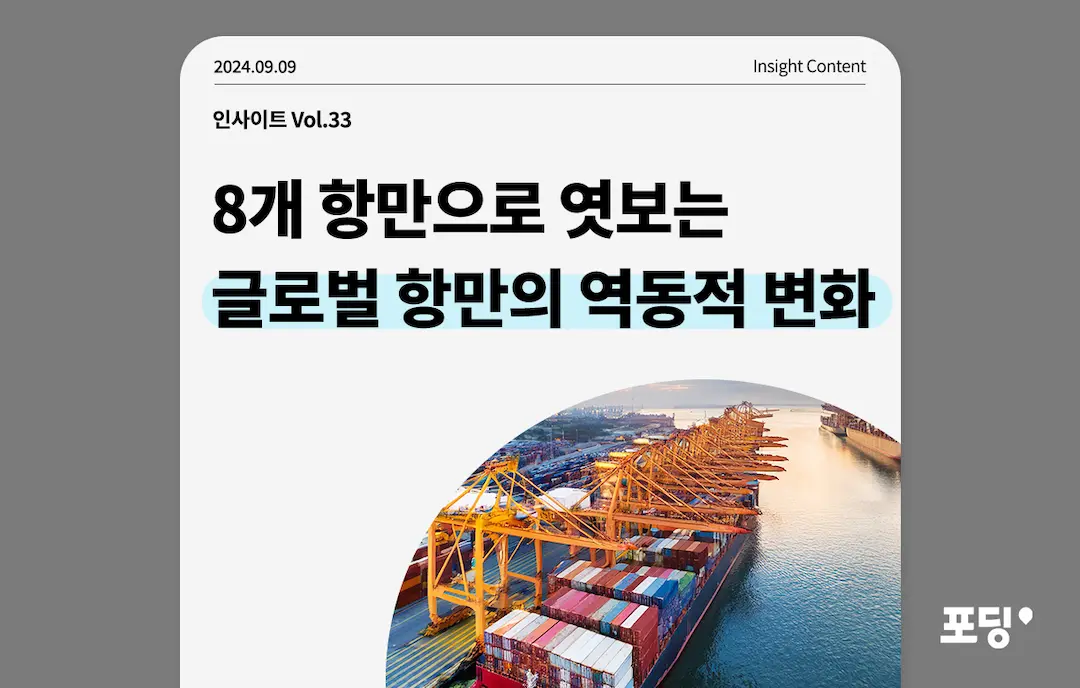 2024.09.09
Insight Content
인사이트 Vol.33
8개 항만으로 엿보는
글로벌 항만의 역동적 변화
포딩